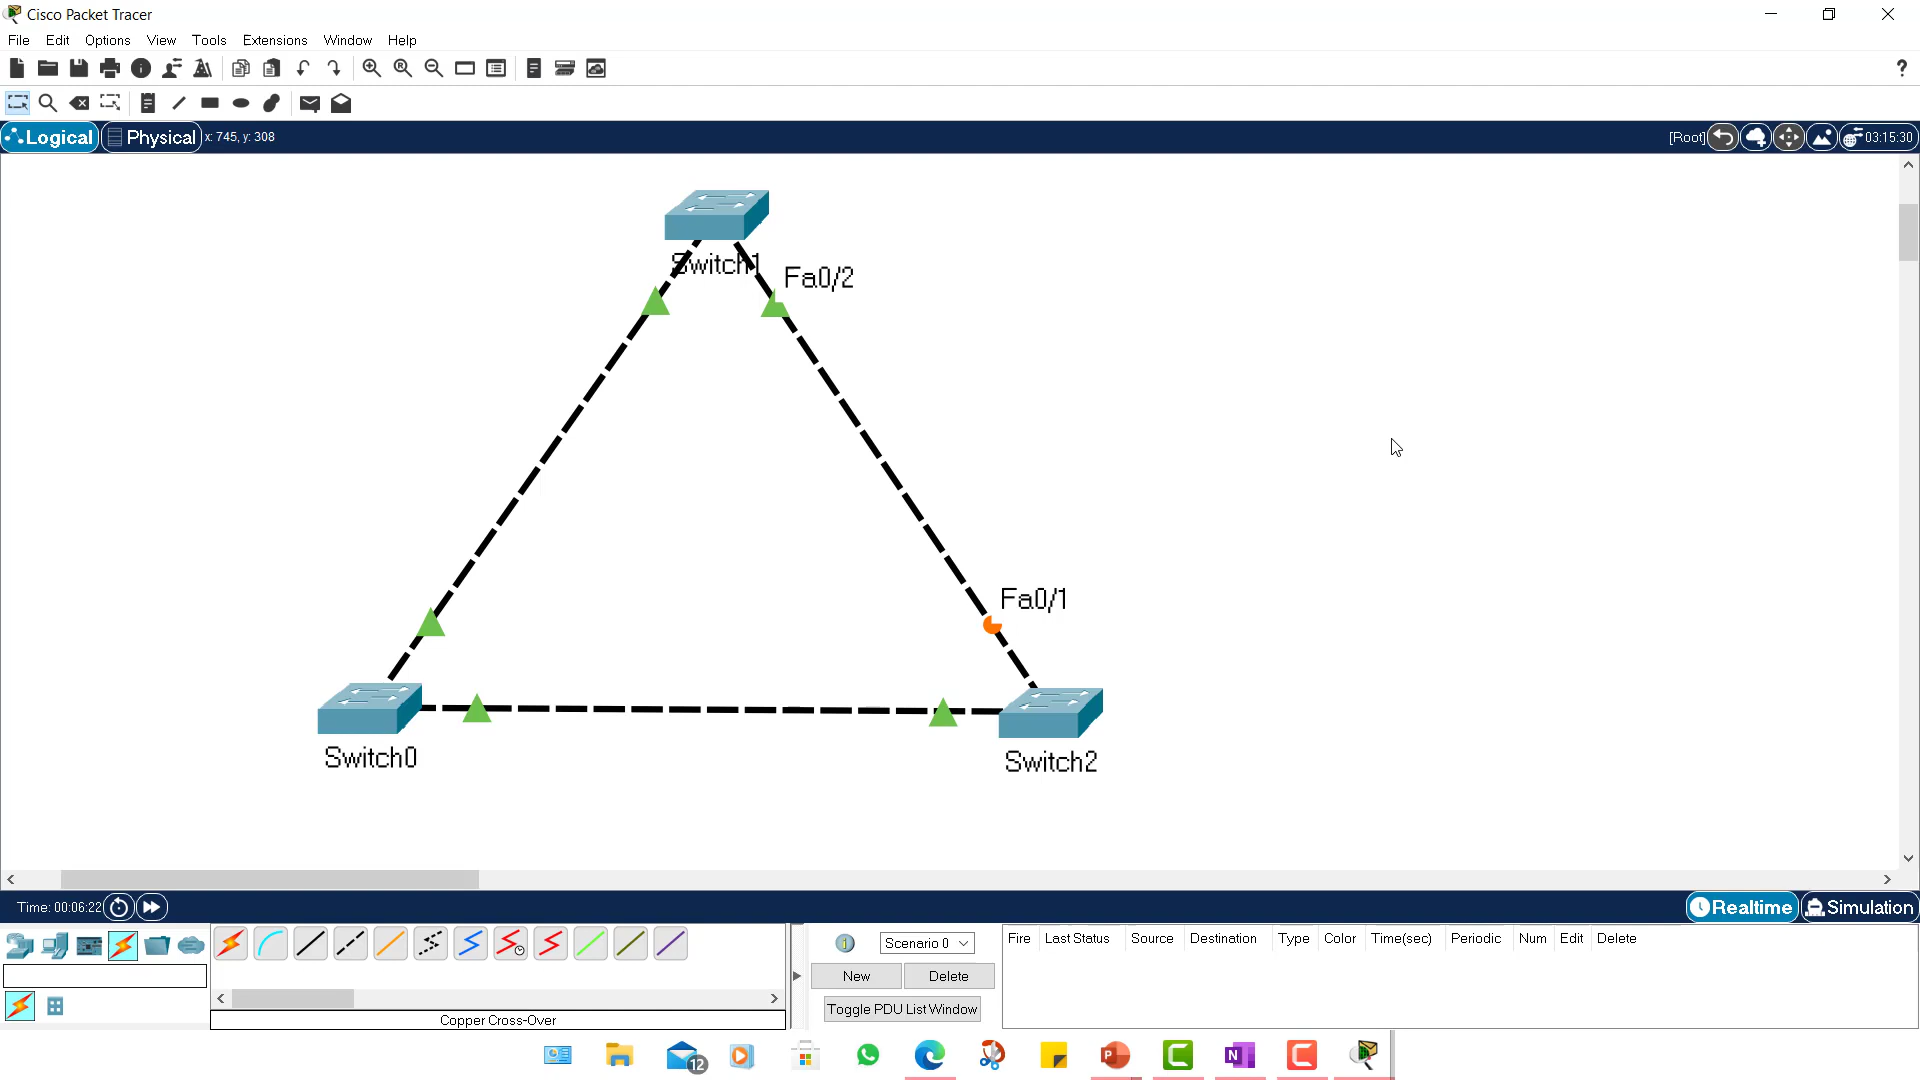 Cisco Packet Tracer
File Edit Options View Tools Extensions Window Help
?
Logical Physical x: 745, y: 308 [Root] 03:15:30
Switch1
Fa0/2
Fa0/1
Switch0
Switch2
Time: 00:06:22 Realtime Simulation
Scenario 0
New Delete
Toggle PDU List Window
Fire Last Status Source Destination Type Color Time(sec) Periodic Num Edit Delete
Copper Cross-Over
12